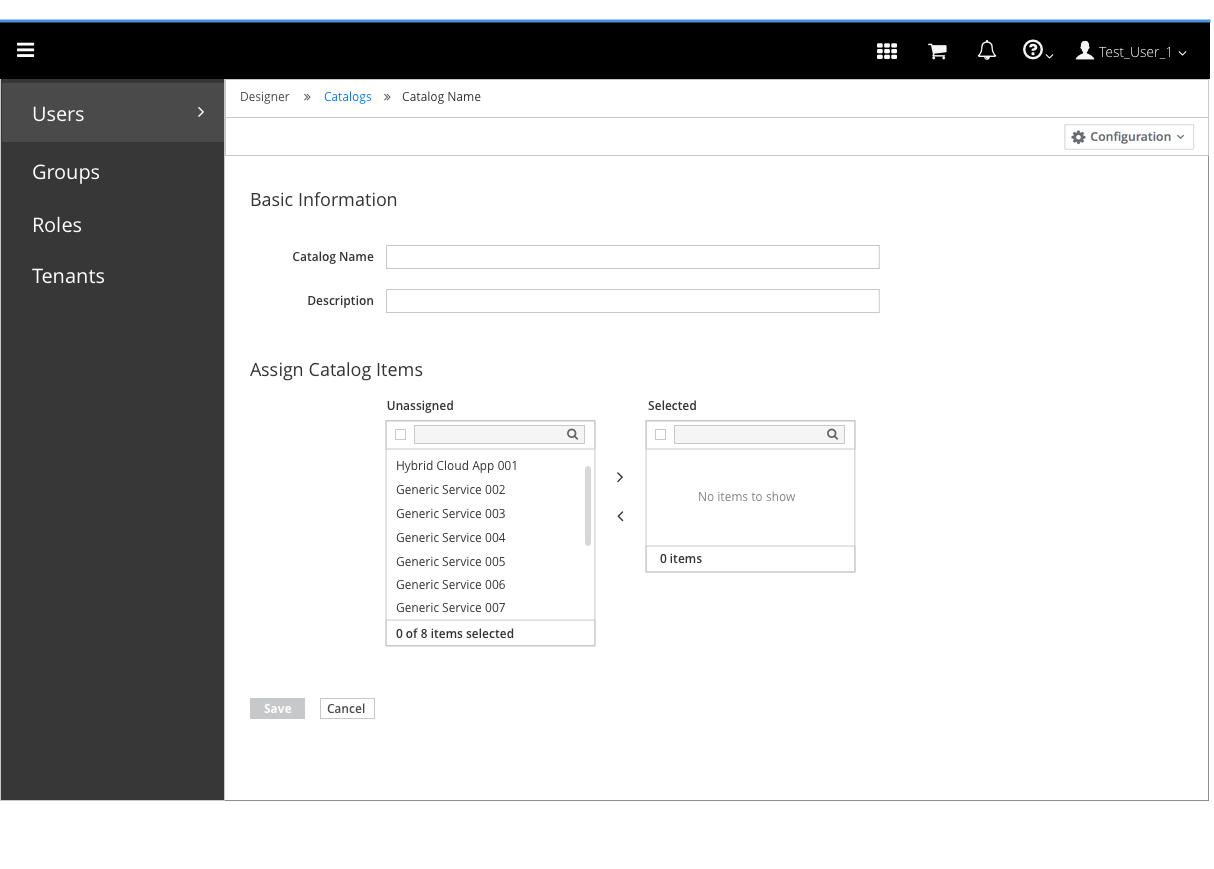 Test_User_1
Users
Groups
Roles
Tenants
Designer » Catalogs » Catalog Name
Configuration
Basic Information
Catalog Name
Description
Assign Catalog Items
Unassigned
Hybrid Cloud App 001
Generic Service 002
Generic Service 003
Generic Service 004
Generic Service 005
Generic Service 006
Generic Service 007
0 of 8 items selected
Selected
No items to show
0 items
Save
Cancel